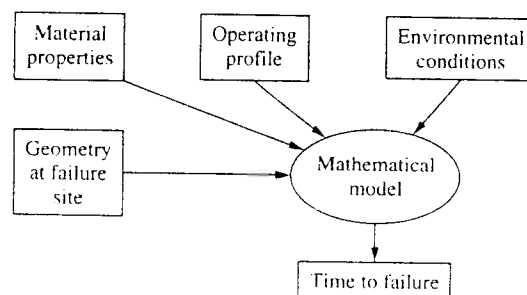 Material
properties
Operating
profile
Environmental
conditions
Geometry
at failure
site
Mathematical
model
Time to failure